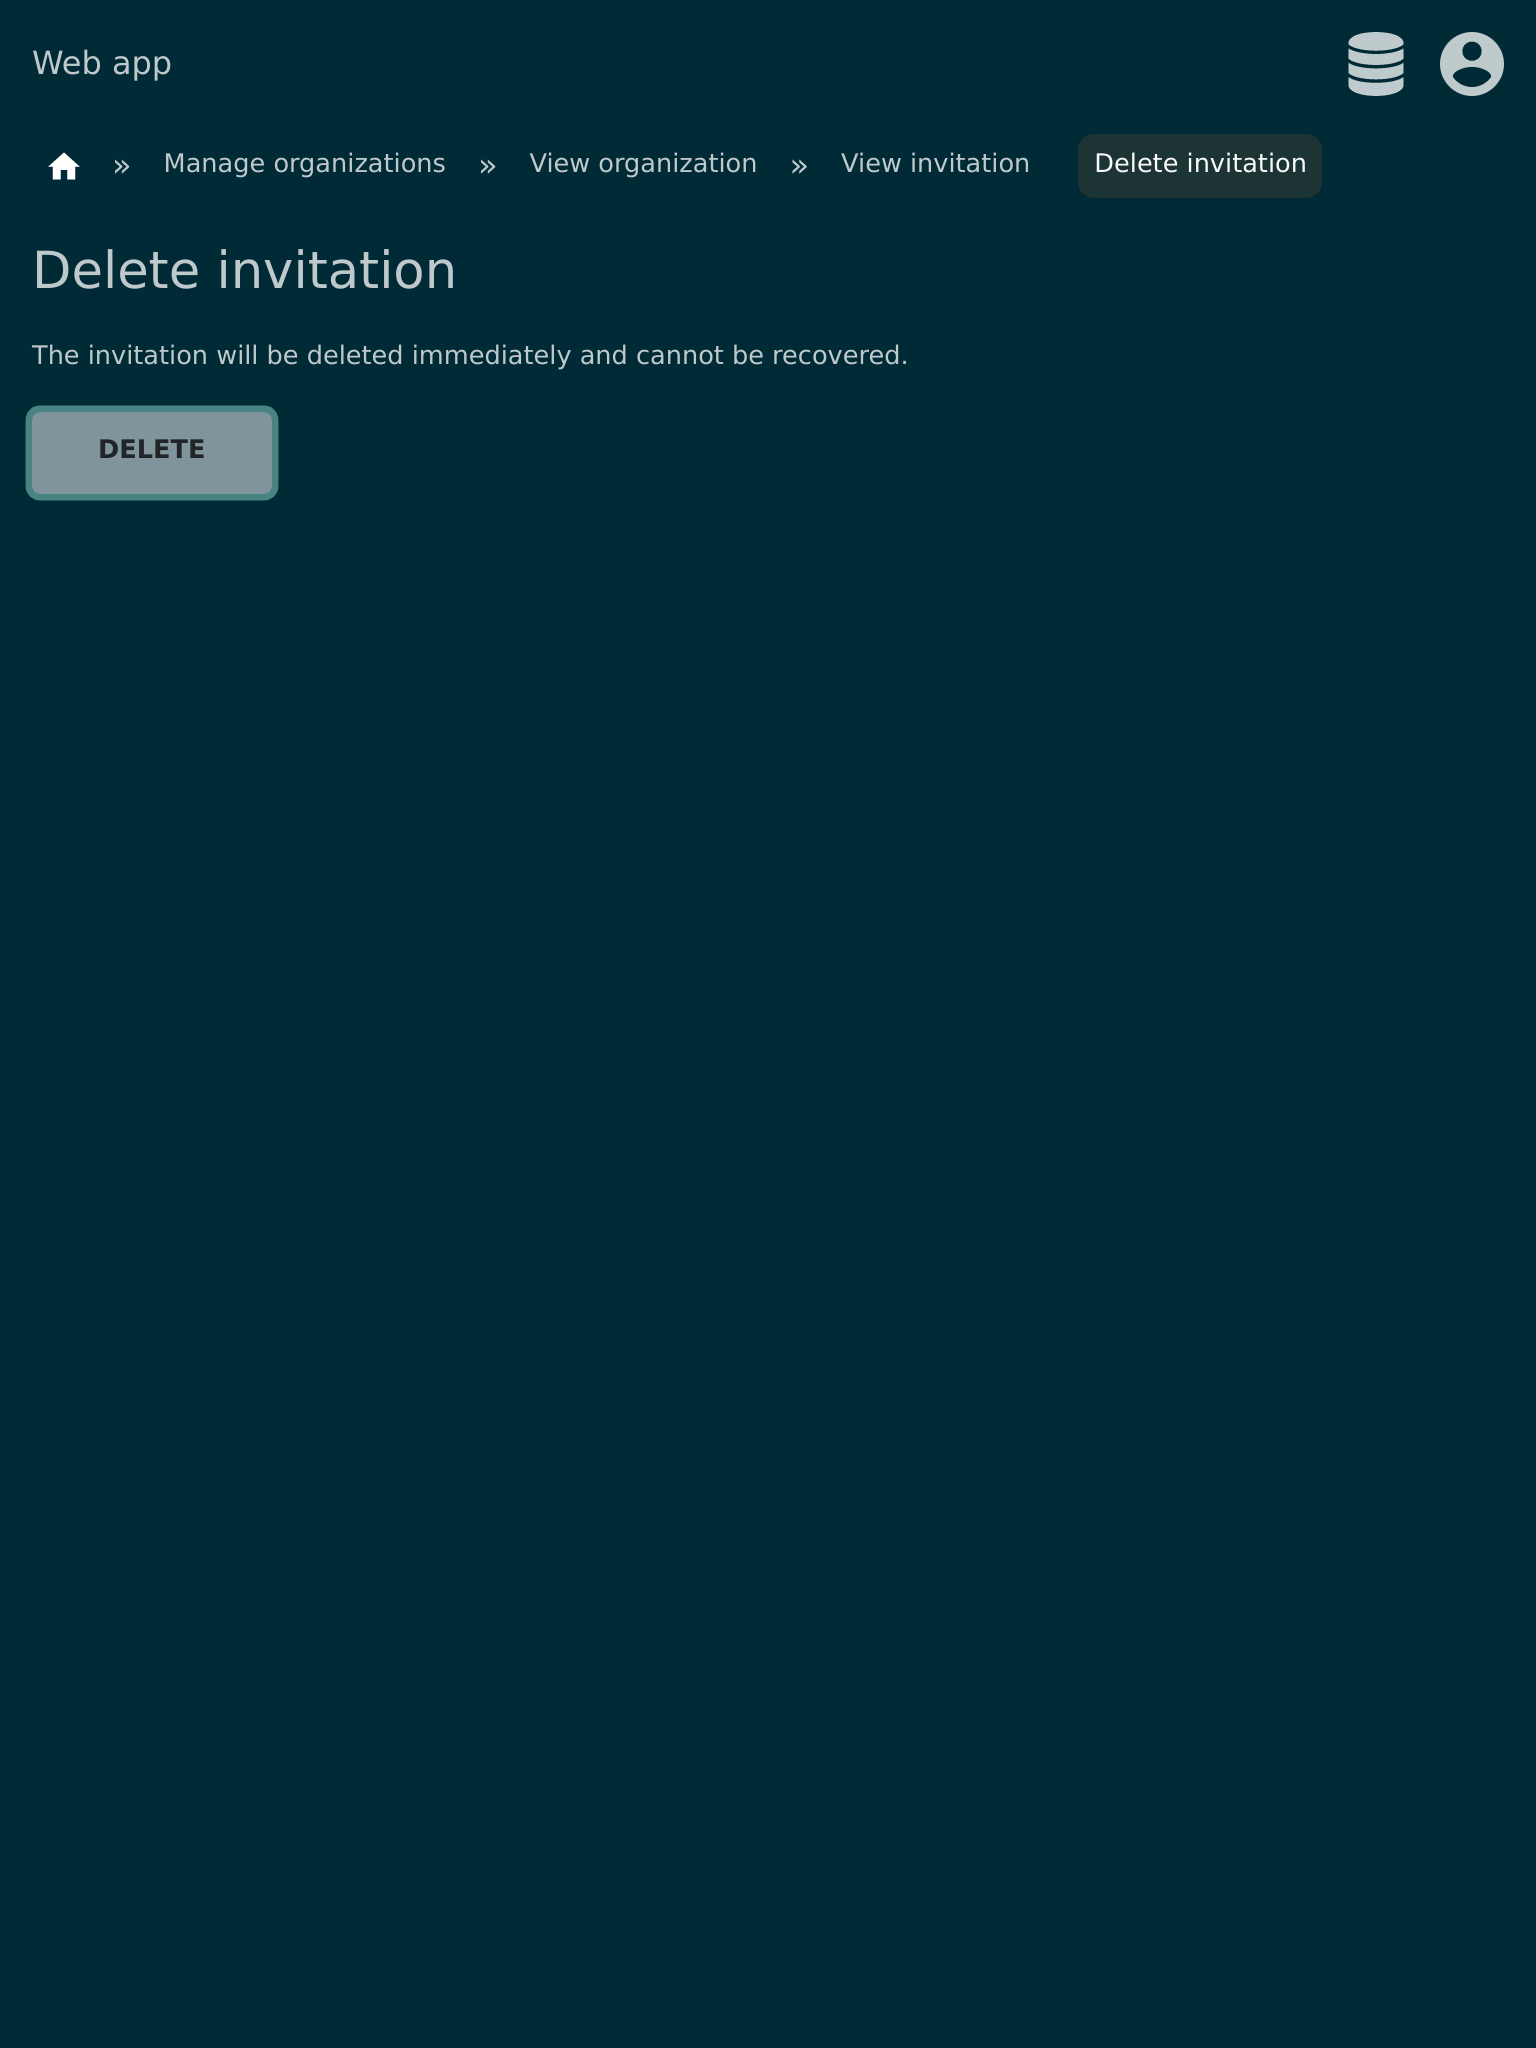 Web app
» Manage organizations » View organization » View invitation Delete invitation
Delete invitation
The invitation will be deleted immediately and cannot be recovered.
DELETE